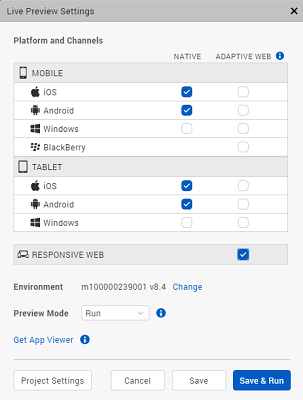 Live Preview Settings
Platform and Channels
NATIVE ADAPTIVE WEB
MOBILE
iOS
Android
Windows
BlackBerry
TABLET
iOS
Android
Windows
RESPONSIVE WEB
Environment m100000239001 v8.4 Change
Preview Mode Run
Get App Viewer
Project Settings Cancel Save Save & Run